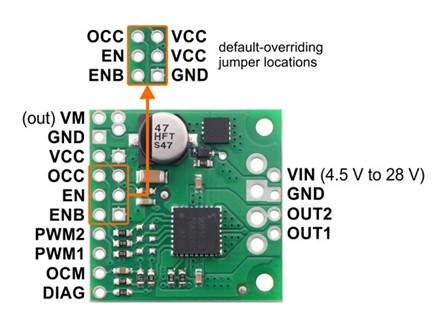 OCC VCC
EN VCC
ENB GND
default-overriding
jumper locations
(out) VM
GND
VCC
OCC
EN
ENB
PWM2
PWM1
OCM
DIAG
47
HFT
S47
VIN (4.5 V to 28 V)
GND
OUT2
OUT1